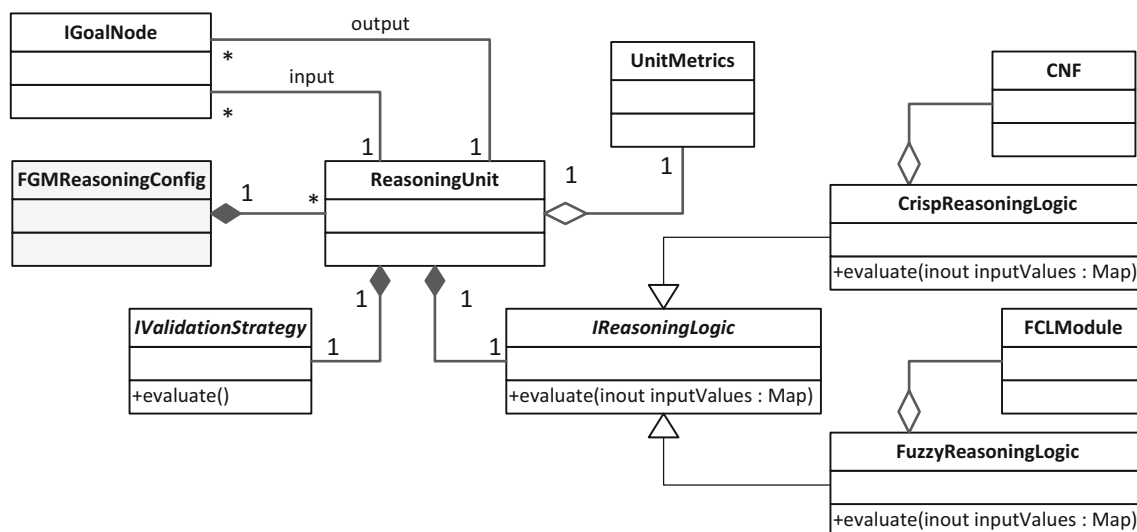 IGoalNode
output
*
input
*
1
1
UnitMetrics
1
CNF
FGMReasoningConfig
1
*
ReasoningUnit
1
CrispReasoningLogic
+evaluate(inout inputValues : Map)
1
1
IValidationStrategy
1
+evaluate()
1
IReasoningLogic
+evaluate(inout inputValues : Map)
FCLModule
FuzzyReasoningLogic
+evaluate(inout inputValues : Map)